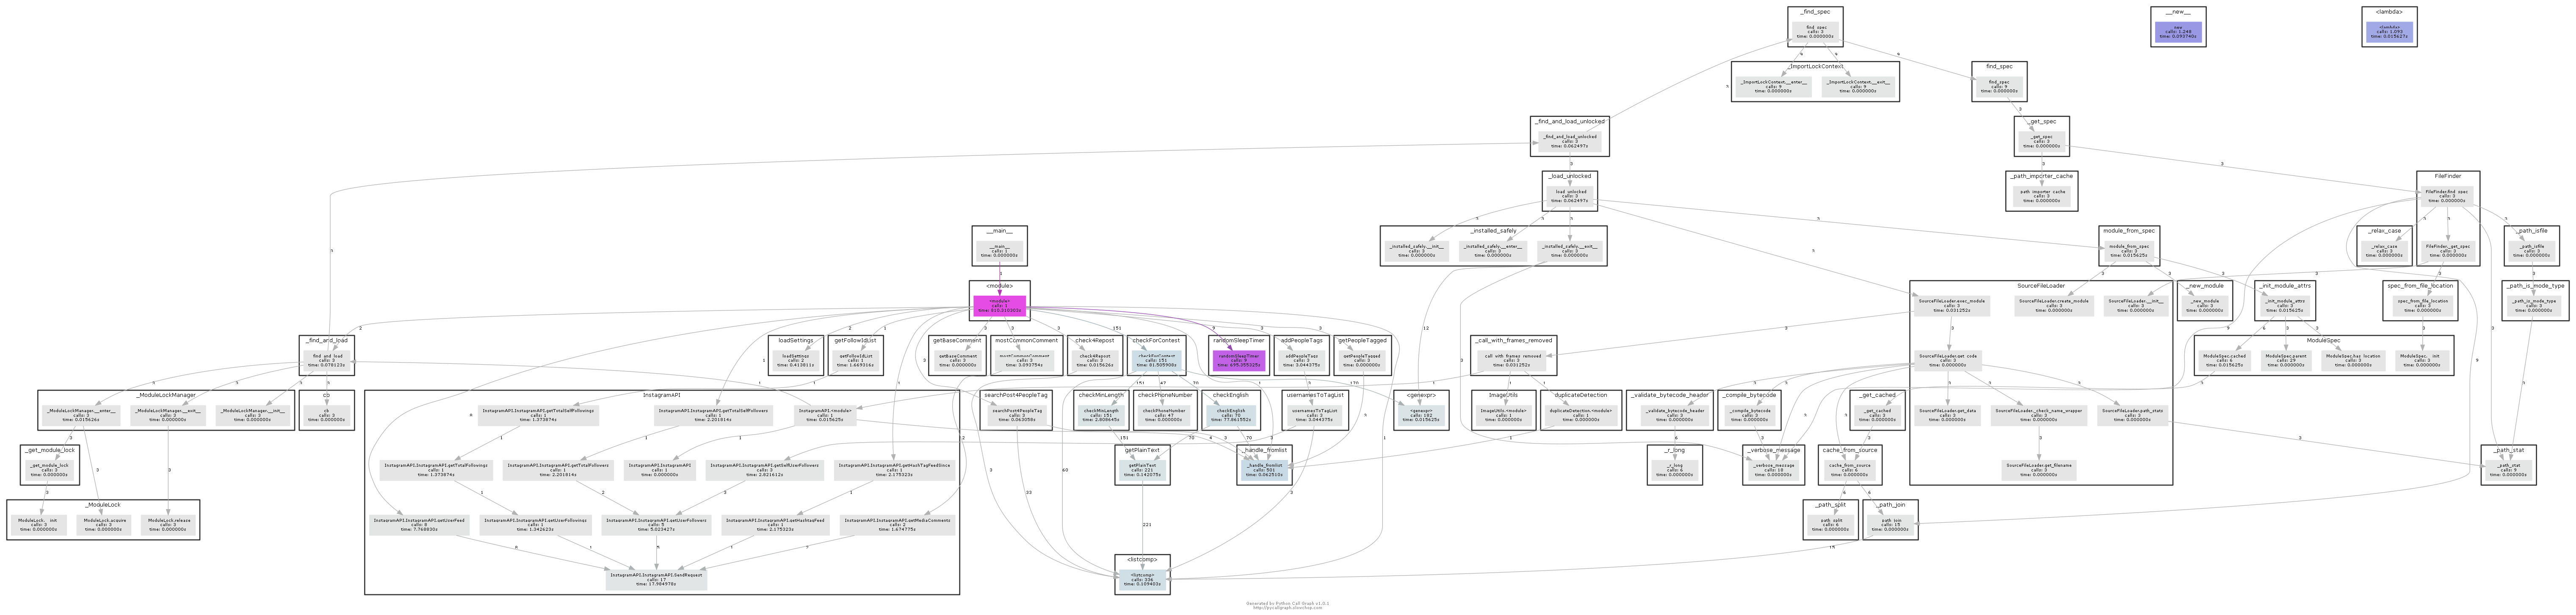 _find_spec
find_spec
calls: 3
time: 0.000000s
__new__
<lambda>
<lambda>
calls: 1.093
time: 0.015627s
_ImportLockContext
_ImportLockContext.__enter__
calls: 9
time: 0.000000s
_ImportLockContext.__exit__
calls: 9
time: 0.000000s
find_spec
find_spec
calls: 9
time: 0.000000s
_find_and_load_unlocked
_find_and_load_unlocked
calls: 3
time: 0.062497s
_get_spec
_get_spec
calls: 3
time: 0.000000s
_load_unlocked
load_unlocked
calls: 3
time: 0.062497s
_path_importer_cache
path_importer_cache
calls: 3
time: 0.000000s
FileFinder
FileFinder.find_spec
calls: 3
time: 0.000000s
FileFinder._get_spec
calls: 3
time: 0.000000s
__main__
__main__
calls: 1
time: 0.000000s
_installed_safely
_installed_safely.__init__
calls: 3
time: 0.000000s
_installed_safely.__enter__
calls: 3
time: 0.000000s
_installed_safely.__exit__
calls: 3
time: 0.000000s
module_from_spec
module_from_spec
calls: 3
time: 0.015625s
_relax_case
_relax_case
calls: 3
time: 0.000000s
_path_isfile
_path_isfile
calls: 3
time: 0.000000s
<module>
<module>
calls: 1
SourceFileLoader
SourceFileLoader.exec_module
calls: 3
time: 0.031252s
SourceFileLoader.create_module
calls: 3
time: 0.000000s
SourceFileLoader.__init__
calls: 3
time: 0.000000s
SourceFileLoader.get_code
calls: 3
time: 0.000000s
SourceFileLoader.get_data
calls: 3
time: 0.000000s
SourceFileLoader._check_name_wrapper
calls: 3
time: 0.000000s
SourceFileLoader.path_stats
calls: 3
time: 0.000000s
SourceFileLoader.get_filename
calls: 3
time: 0.000000s
_new_module
_new_module
calls: 3
time: 0.000000s
_init_module_attrs
_init_module_attrs
calls: 3
time: 0.015625s
spec_from_file_location
spec_from_file_location
calls: 3
time: 0.000000s
_path_is_mode_type
_path_is_mode_type
calls: 3
time: 0.000000s
_find_and_load
find_and_load
calls: 3
time: 0.078123s
loadSettings
loadSettings
calls: 2
time: 0.413811s
getFollowIdList
getFollowIdList
calls: 1
time: 1.669316s
getBaseComment
getBaseComment
calls: 3
time: 0.000000s
mostCommonComment
mostCommonComment
calls: 3
time: 3.093754s
check4Repost
check4Repost
calls: 3
time: 0.015626s
checkForContest
checkForContest
calls: 151
randomSleepTimer
randomSleepTimer
calls: 9
addPeopleTags
addPeopleTags
calls: 3
time: 3.044375s
getPeopleTagged
getPeopleTagged
calls: 3
time: 0.000000s
_call_with_frames_removed
call_with_frames_removed
calls: 3
time: 0.031252s
ModuleSpec
ModuleSpec.cached
calls: 6
time: 0.015625s
ModuleSpec.parent
calls: 29
time: 0.000000s
ModuleSpec.has_location
calls: 3
time: 0.000000s
ModuleSpec.__init__
calls: 3
time: 0.000000s
_ModuleLockManager
_ModuleLockManager.__enter__
calls: 3
time: 0.015626s
_ModuleLockManager.__exit__
calls: 3
time: 0.000000s
_ModuleLockManager.__init__
calls: 3
time: 0.000000s
cb
cb
calls: 3
time: 0.000000s
InstagramAPI
InstagramAPI.InstagramAPI.getTotalSelfFollowings
calls: 1
time: 1.373874s
InstagramAPI.InstagramAPI.getTotalSelfFollowers
calls: 1
time: 2.201814s
InstagramAPI.<module>
calls: 1
time: 0.015625s
InstagramAPI.InstagramAPI.getTotalFollowings
calls: 1
time: 1.373874s
InstagramAPI.InstagramAPI.getTotalFollowers
calls: 1
time: 2.201814s
InstagramAPI.InstagramAPI
calls: 1
time: 0.000000s
InstagramAPI.InstagramAPI.getSelfUserFollowers
calls: 3
time: 2.821612s
InstagramAPI.InstagramAPI.getHashTagFeedSince
calls: 1
time: 2.175323s
InstagramAPI.InstagramAPI.getUserFeed
calls: 8
time: 7.768830s
InstagramAPI.InstagramAPI.getUserFollowings
calls: 1
time: 1.342623s
InstagramAPI.InstagramAPI.getUserFollowers
calls: 5
time: 5.023427s
InstagramAPI.InstagramAPI.getHashtagFeed
calls: 1
time: 2.175323s
InstagramAPI.InstagramAPI.getMediaComments
calls: 2
time: 1.674775s
InstagramAPI.InstagramAPI.SendRequest
calls: 17
time: 17.984978s
searchPost4PeopleTag
searchPost4PeopleTag
calls: 3
time: 0.063098s
checkMinLength
checkMinLength
calls: 151
time: 2.808645s
checkPhoneNumber
checkPhoneNumber
calls: 47
time: 0.000000s
checkEnglish
checkEnglish
calls: 70
time: 77.861552s
usernamesToTagList
usernamesToTagList
calls: 3
time: 3.044375s
<genexpr>
<genexpr>
calls: 182
time: 0.015625s
ImageUtils
ImageUtils.<module>
calls: 1
time: 0.000000s
duplicateDetection
duplicateDetection.<module>
calls: 1
time: 0.000000s
_validate_bytecode_header
_validate_bytecode_header
calls: 3
time: 0.000000s
_compile_bytecode
_compile_bytecode
calls: 3
time: 0.000000s
_get_cached
_get_cached
calls: 3
time: 0.000000s
_get_module_lock
_get_module_lock
calls: 3
time: 0.000000s
getPlainText
getPlainText
calls: 221
time: 0.142075s
_handle_fromlist
_handle_fromlist
calls: 501
time: 0.062510s
_r_long
_r_long
calls: 6
time: 0.000000s
_verbose_message
_verbose_message
calls: 18
time: 0.000000s
cache_from_source
cache_from_source
calls: 6
time: 0.000000s
_path_stat
_path_stat
calls: 9
time: 0.000000s
_ModuleLock
ModuleLock.__init__
calls: 3
time: 0.000000s
ModuleLock.acquire
calls: 3
time: 0.000000s
ModuleLock.release
calls: 3
time: 0.000000s
_path_split
path_split
calls: 6
time: 0.000000s
_path_join
path_join
calls: 15
time: 0.000000s
<listcomp>
<listcomp>
calls: 336
time: 0.109403s
Generated by Python Call Graph v1.0.1
http://pycallgraph.slowchop.com